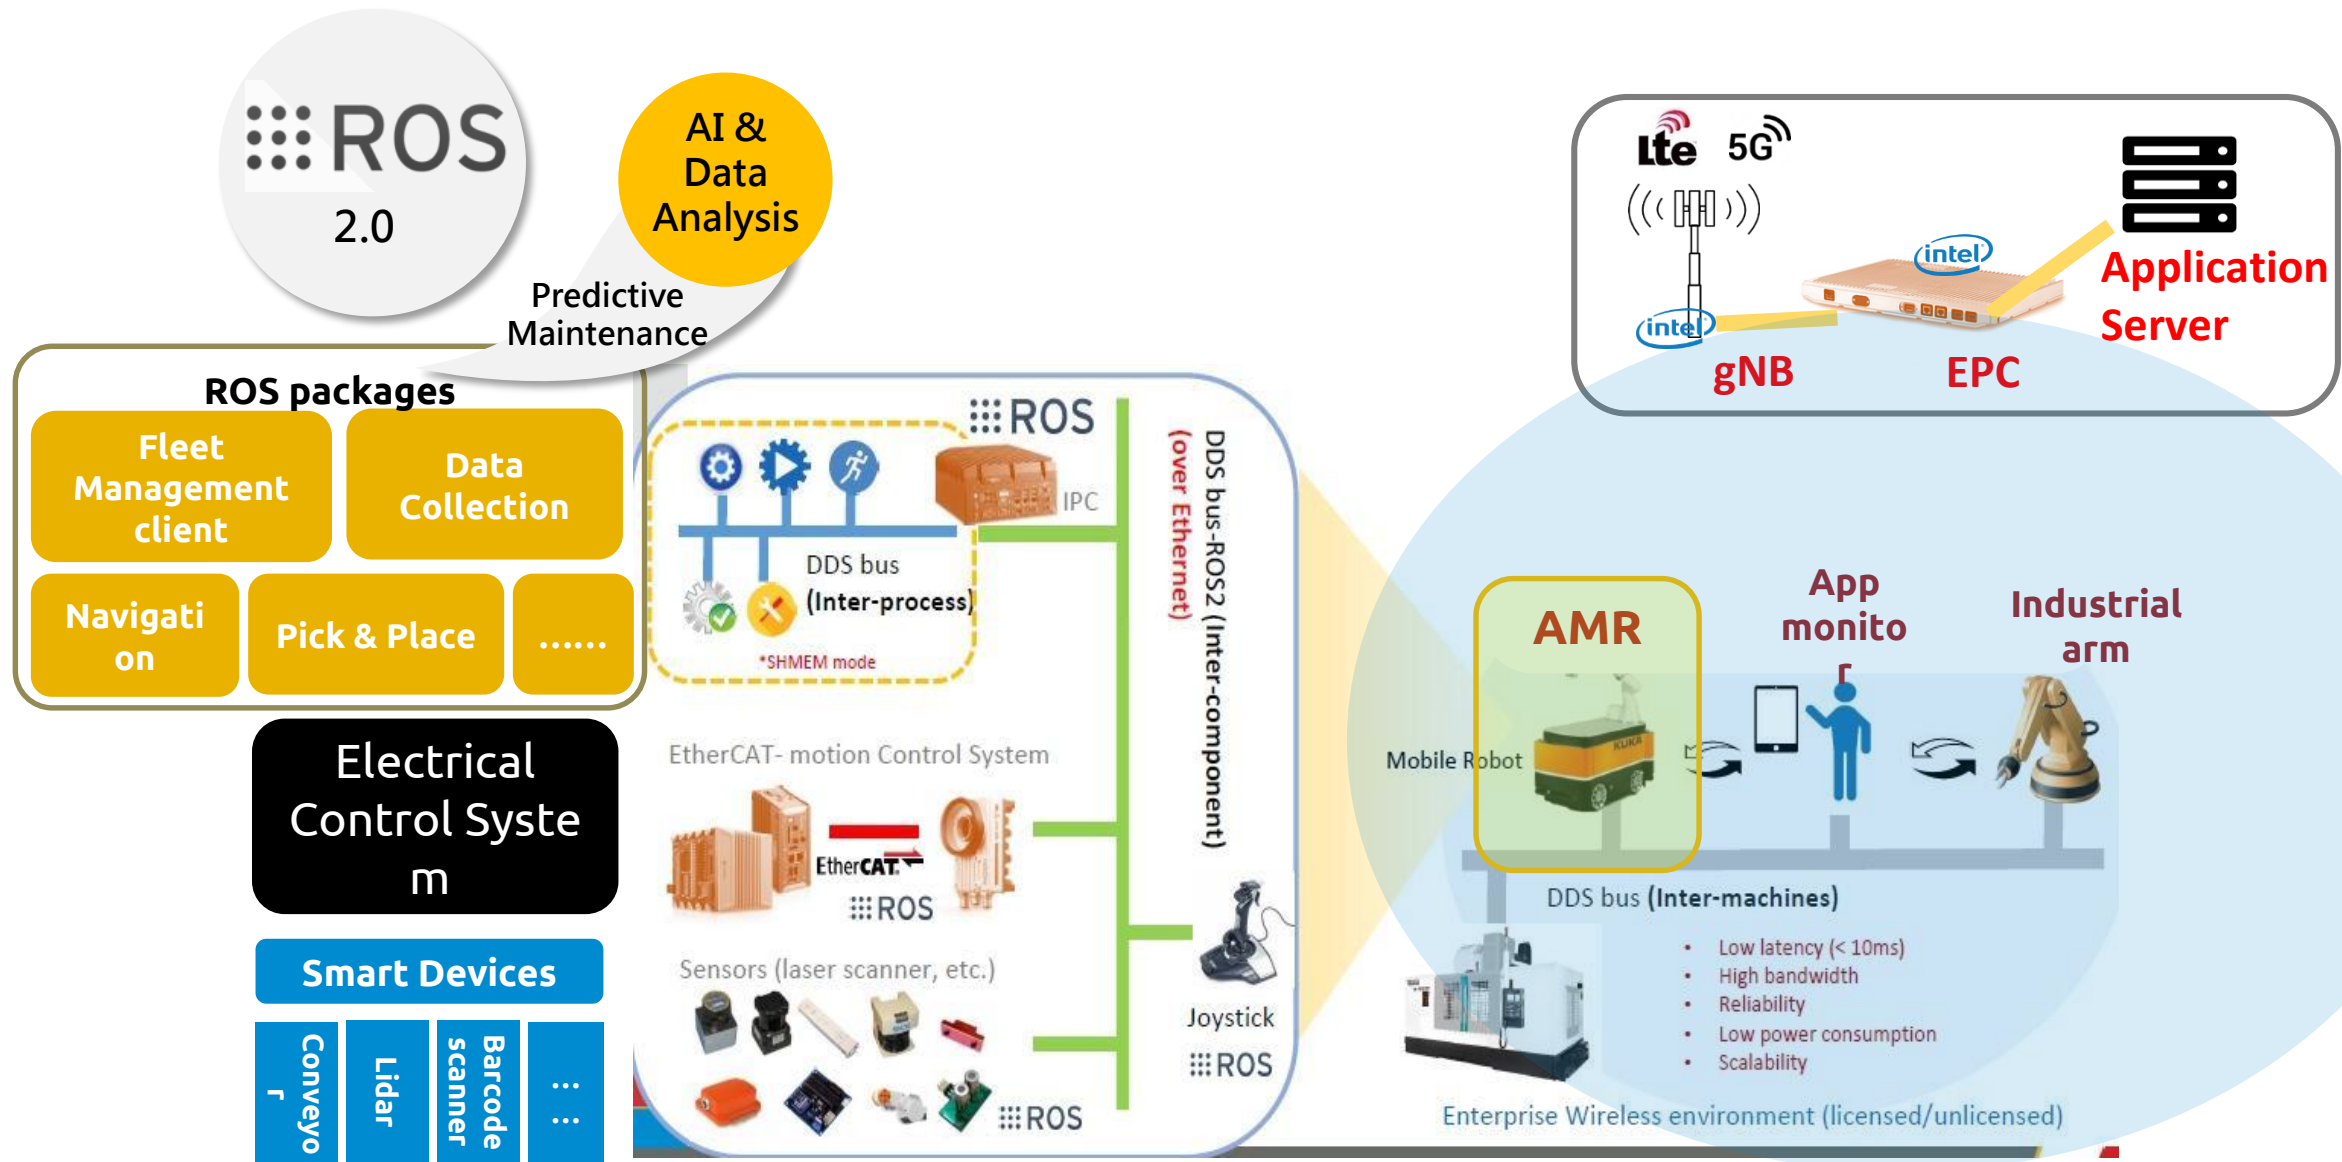 ROS
2.0
AI &
Data
Analysis
Predictive
Maintenance
ROS packages
Fleet
Management
client
Data
Collection
Navigati
on
Pick & Place
......
Electrical
Control Syste
m
Smart Devices
Conveyo
r
Lidar
Barcode
scanner
...
...
ROS
IPC
DDS bus
(Inter-process)
*SHMEM mode
EtherCAT- motion Control System
EtherCAT.
ROS
Sensors (laser scanner, etc.)
ROS
DDS bus-ROS2 (Inter-component)
(over Ethernet)
Joystick
ROS
Lte
5G
intel
intel
gNB
EPC
Application
Server
AMR
App
monito
r
Industrial
arm
Mobile Robot
KUKA
DDS bus (Inter-machines)
• Low latency (< 10ms)
• High bandwidth
• Reliability
• Low power consumption
• Scalability
Enterprise Wireless environment (licensed/unlicensed)